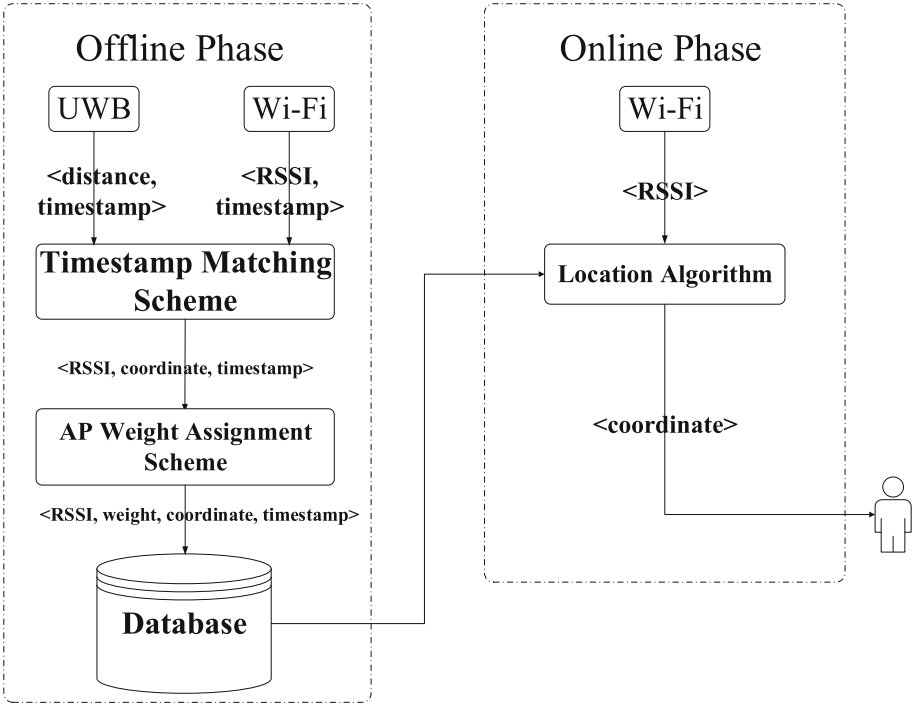 Offline Phase
UWB
Wi-Fi
<distance,
timestamp>
<RSSI,
timestamp>
Timestamp Matching
Scheme
<RSSI, coordinate, timestamp>
AP Weight Assignment
Scheme
<RSSI, weight, coordinate, timestamp>
Database
Online Phase
Wi-Fi
<RSSI>
Location Algorithm
<coordinate>